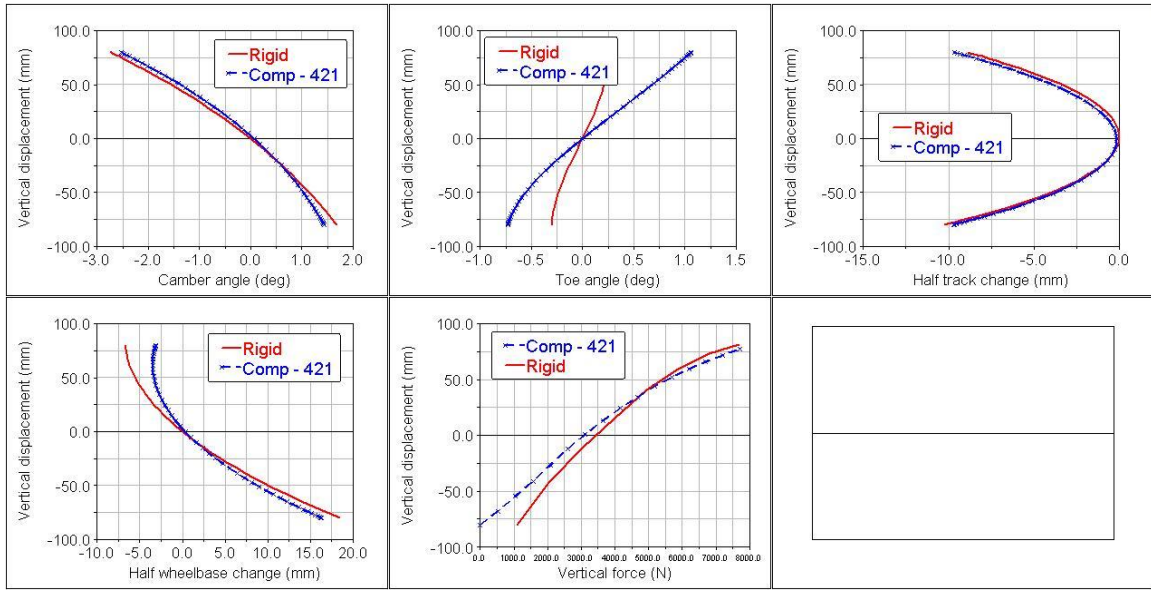 Vertical displacement (mm)
100.0
50.0
0.0
-50.0
-100.0
Rigid
Comp - 421
-3.0 -2.0 -1.0 0.0 1.0 2.0
Camber angle (deg)
Vertical displacement (mm)
100.0
50.0
0.0
-50.0
-100.0
Rigid
Comp - 421
-1.0 -0.5 0.0 0.5 1.0 1.5
Toe angle (deg)
Vertical displacement (mm)
100.0
50.0
0.0
-50.0
-100.0
Rigid
Comp - 421
-15.0 -10.0 -5.0 0.0
Half track change (mm)
Vertical displacement (mm)
100.0
50.0
0.0
-50.0
-100.0
Rigid
Comp - 421
-10.0 -5.0 0.0 5.0 10.0 15.0 20.0
Half wheelbase change (mm)
Vertical displacement (mm)
100.0
50.0
0.0
-50.0
-100.0
Comp - 421
Rigid
0.0 1000.0 2000.0 3000.0 4000.0 5000.0 6000.0 7000.0 8000.0
Vertical force (N)